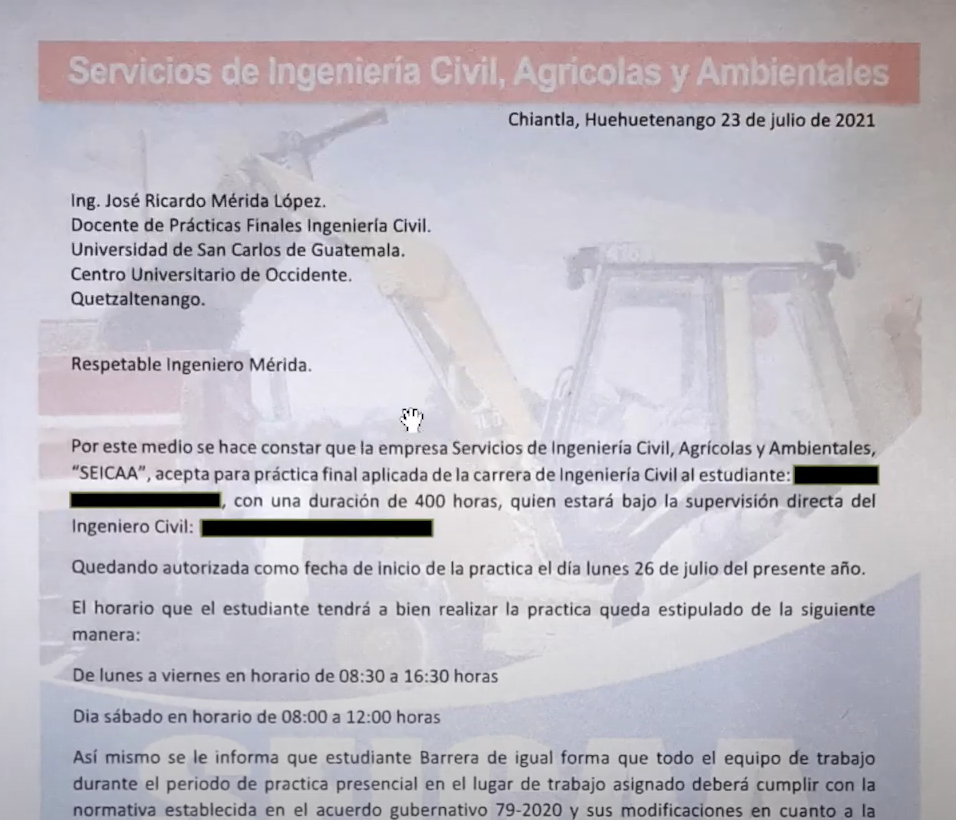 Servicios de Ingeniería Civil, Agrícolas y Ambientales
Chiantla, Huehuetenango 23 de julio de 2021
Ing. José Ricardo Mérida López.
Docente de Prácticas Finales Ingeniería Civil.
Universidad de San Carlos de Guatemala.
Centro Universitario de Occidente.
Quetzaltenango.
Respetable Ingeniero Mérida.
Por este medio se hace constar que la empresa Servicios de Ingeniería Civil, Agrícolas y Ambientales,
“SEICAA”, acepta para práctica final aplicada de la carrera de Ingeniería Civil al estudiante:
, con una duración de 400 horas, quien estará bajo la supervisión directa del
Ingeniero Civil:
Quedando autorizada como fecha de inicio de la practica el día lunes 26 de julio del presente año.
El horario que el estudiante tendrá a bien realizar la practica queda estipulado de la siguiente
manera:
De lunes a viernes en horario de 08:30 a 16:30 horas
Dia sábado en horario de 08:00 a 12:00 horas
Así mismo se le informa que estudiante Barrera de igual forma que todo el equipo de trabajo
durante el periodo de practica presencial en el lugar de trabajo asignado deberá cumplir con la
normativa establecida en el acuerdo gubernativo 79-2020 y sus modificaciones en cuanto a la